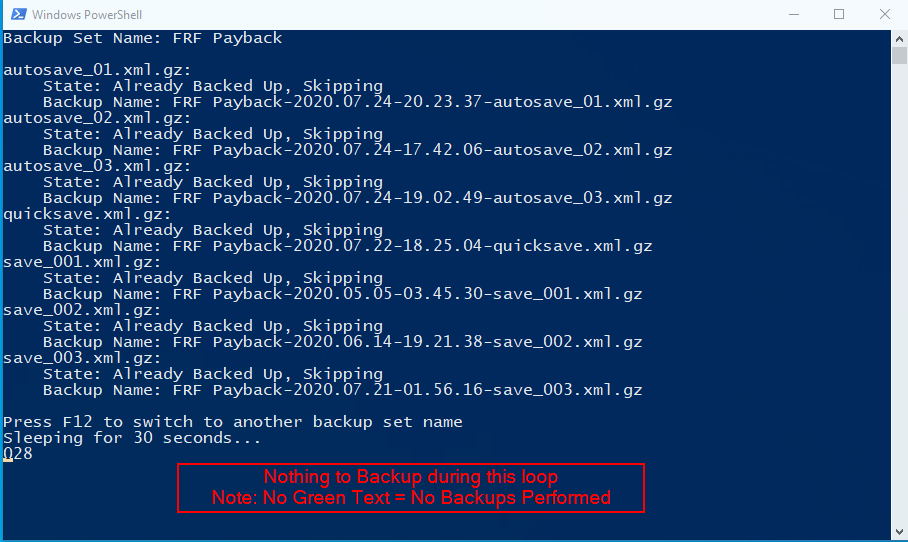 Windows PowerShell
Backup Set Name: FRF Payback
autosave_01.xml.gz:
State: Already Backed Up, Skipping
Backup Name: FRF Payback-2020.07.24-20.23.37-autosave_01.xml.gz
autosave_02.xml.gz:
State: Already Backed Up, Skipping
Backup Name: FRF Payback-2020.07.24-17.42.06-autosave_02.xml.gz
autosave_03.xml.gz:
State: Already Backed Up, Skipping
Backup Name: FRF Payback-2020.07.24-19.02.49-autosave_03.xml.gz
quicksave.xml.gz:
State: Already Backed Up, Skipping
Backup Name: FRF Payback-2020.07.22-18.25.04-quicksave.xml.gz
save_001.xml.gz:
State: Already Backed Up, Skipping
Backup Name: FRF Payback-2020.05.05-03.45.30-save_001.xml.gz
save_002.xml.gz:
State: Already Backed Up, Skipping
Backup Name: FRF Payback-2020.06.14-19.21.38-save_002.xml.gz
save_003.xml.gz:
State: Already Backed Up, Skipping
Backup Name: FRF Payback-2020.07.21-01.56.16-save_003.xml.gz
Press F12 to switch to another backup set name
Sleeping for 30 seconds...
028
Nothing to Backup during this loop
Note: No Green Text = No Backups Performed